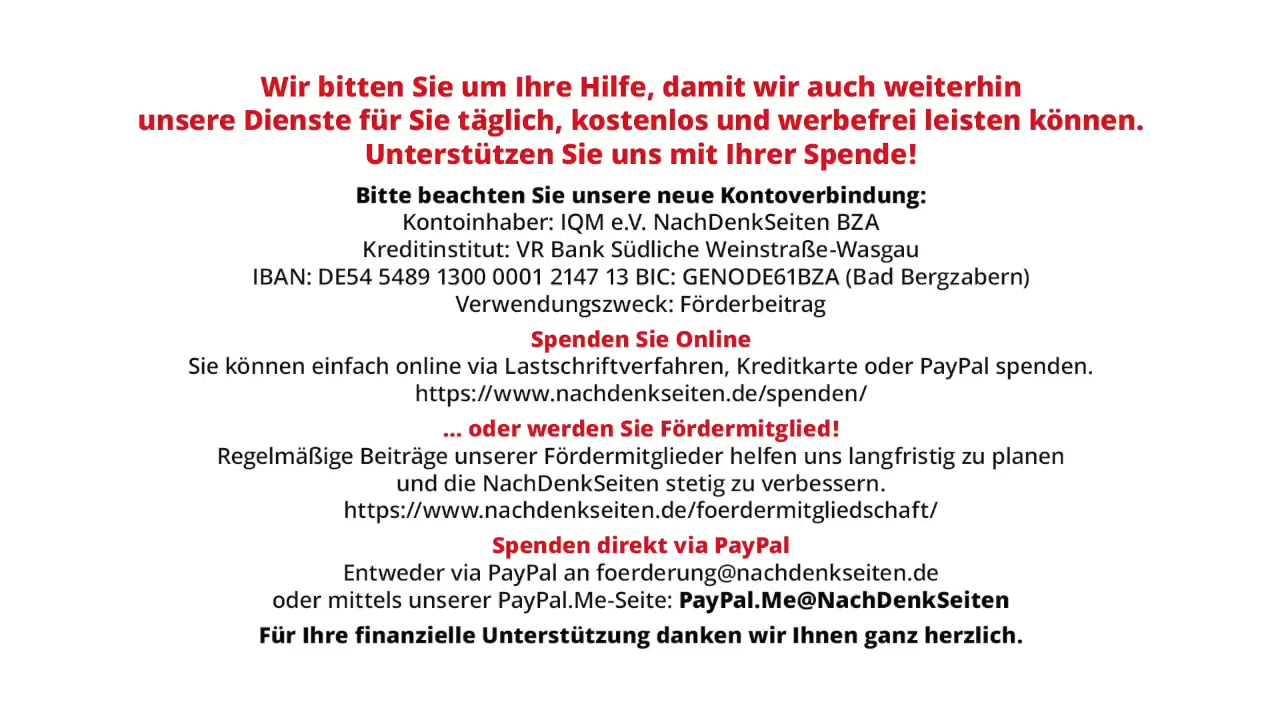 Wir bitten Sie um Ihre Hilfe, damit wir auch weiterhin
unsere Dienste für Sie täglich, kostenlos und werbefrei leisten können.
Unterstützen Sie uns mit Ihrer Spende!
Bitte beachten Sie unsere neue Kontoverbindung:
Kontoinhaber: IQM e.V. NachDenkSeiten BZA
Kreditinstitut: VR Bank Südliche Weinstraße-Wasgau
IBAN: DE54 5489 1300 0001 2147 13 BIC: GENODE61BZA (Bad Bergzabern)
Verwendungszweck: Förderbeitrag
Spenden Sie Online
Sie können einfach online via Lastschriftverfahren, Kreditkarte oder PayPal spenden.
https://www.nachdenkseiten.de/spenden/
... oder werden Sie Fördermitglied!
Regelmäßige Beiträge unserer Fördermitglieder helfen uns langfristig zu planen
und die NachDenkSeiten stetig zu verbessern.
https://www.nachdenkseiten.de/foerdermitgliedschaft/
Spenden direkt via PayPal
Entweder via PayPal an foerderung@nachdenkseiten.de
oder mittels unserer PayPal.Me-Seite: PayPal.Me@NachDenkSeiten
Für Ihre finanzielle Unterstützung danken wir Ihnen ganz herzlich.